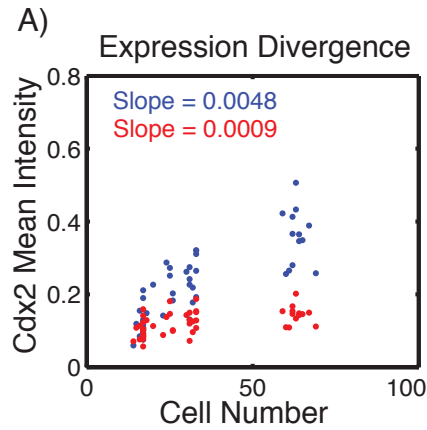 A)
Expression Divergence
Slope = 0.0048
Slope = 0.0009
Cdx2 Mean Intensity
0.8
0.6
0.4
0.2
0
0
50
100
Cell Number